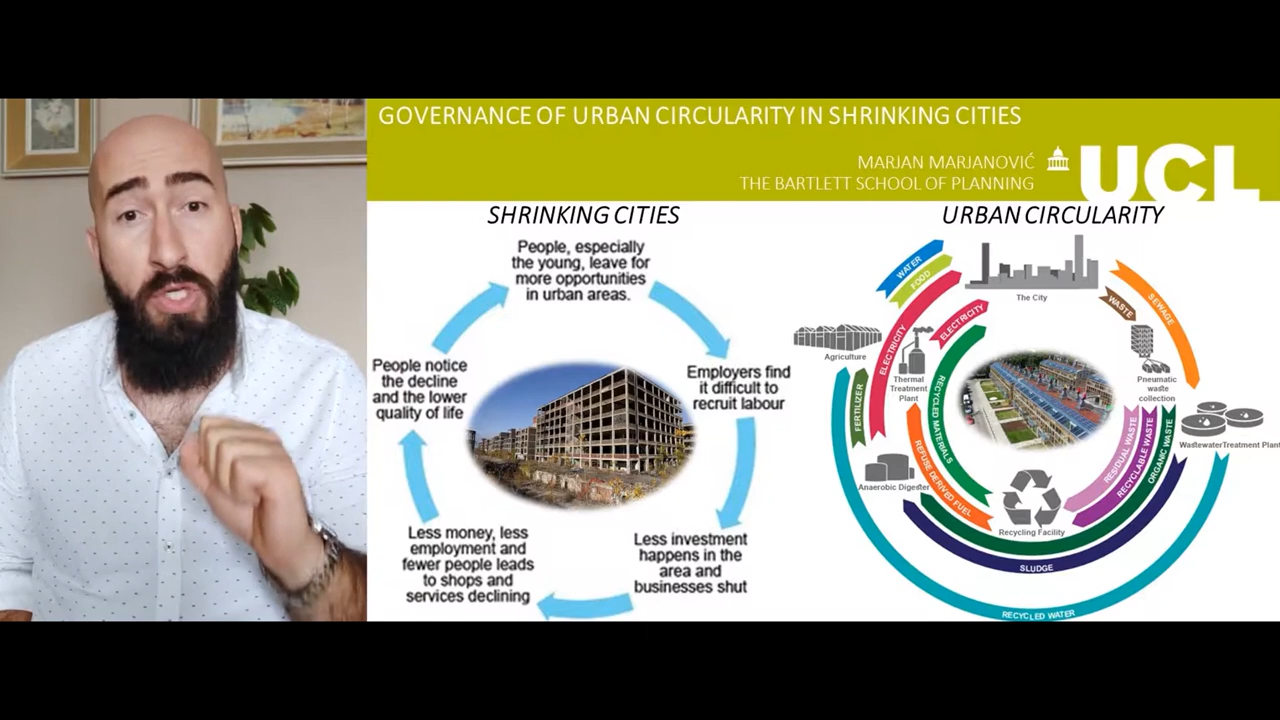 GOVERNANCE OF URBAN CIRCULARITY IN SHRINKING CITIES
MARJAN MARJANOVIĆ
THE BARTLETT SCHOOL OF PLANNING
UCL
SHRINKING CITIES
People, especially
the young, leave for
more opportunities
in urban areas.
Employers find
it difficult to
recruit labour
Less investment
happens in the
area and
businesses shut
Less money, less
employment and
fewer people leads
to shops and
services declining
People notice
the decline
and the lower
quality of life
URBAN CIRCULARITY
WATER
FOOD
ELECTRICITY
ELECTRICITY
The City
WASTE
SEWAGE
Agriculture
Thermal
Treatment
Plant
Pneumatic
waste
collection
FERTILIZER
RECYCLED MATERIALS
REFUSE DERIVED FUEL
RESIDUAL WASTE
RECYCLABLE WASTE
ORGANIC WASTE
WastewaterTreatment Plant
Anaerobic Digester
Recycling Facility
SLUDGE
RECYCLED WATER